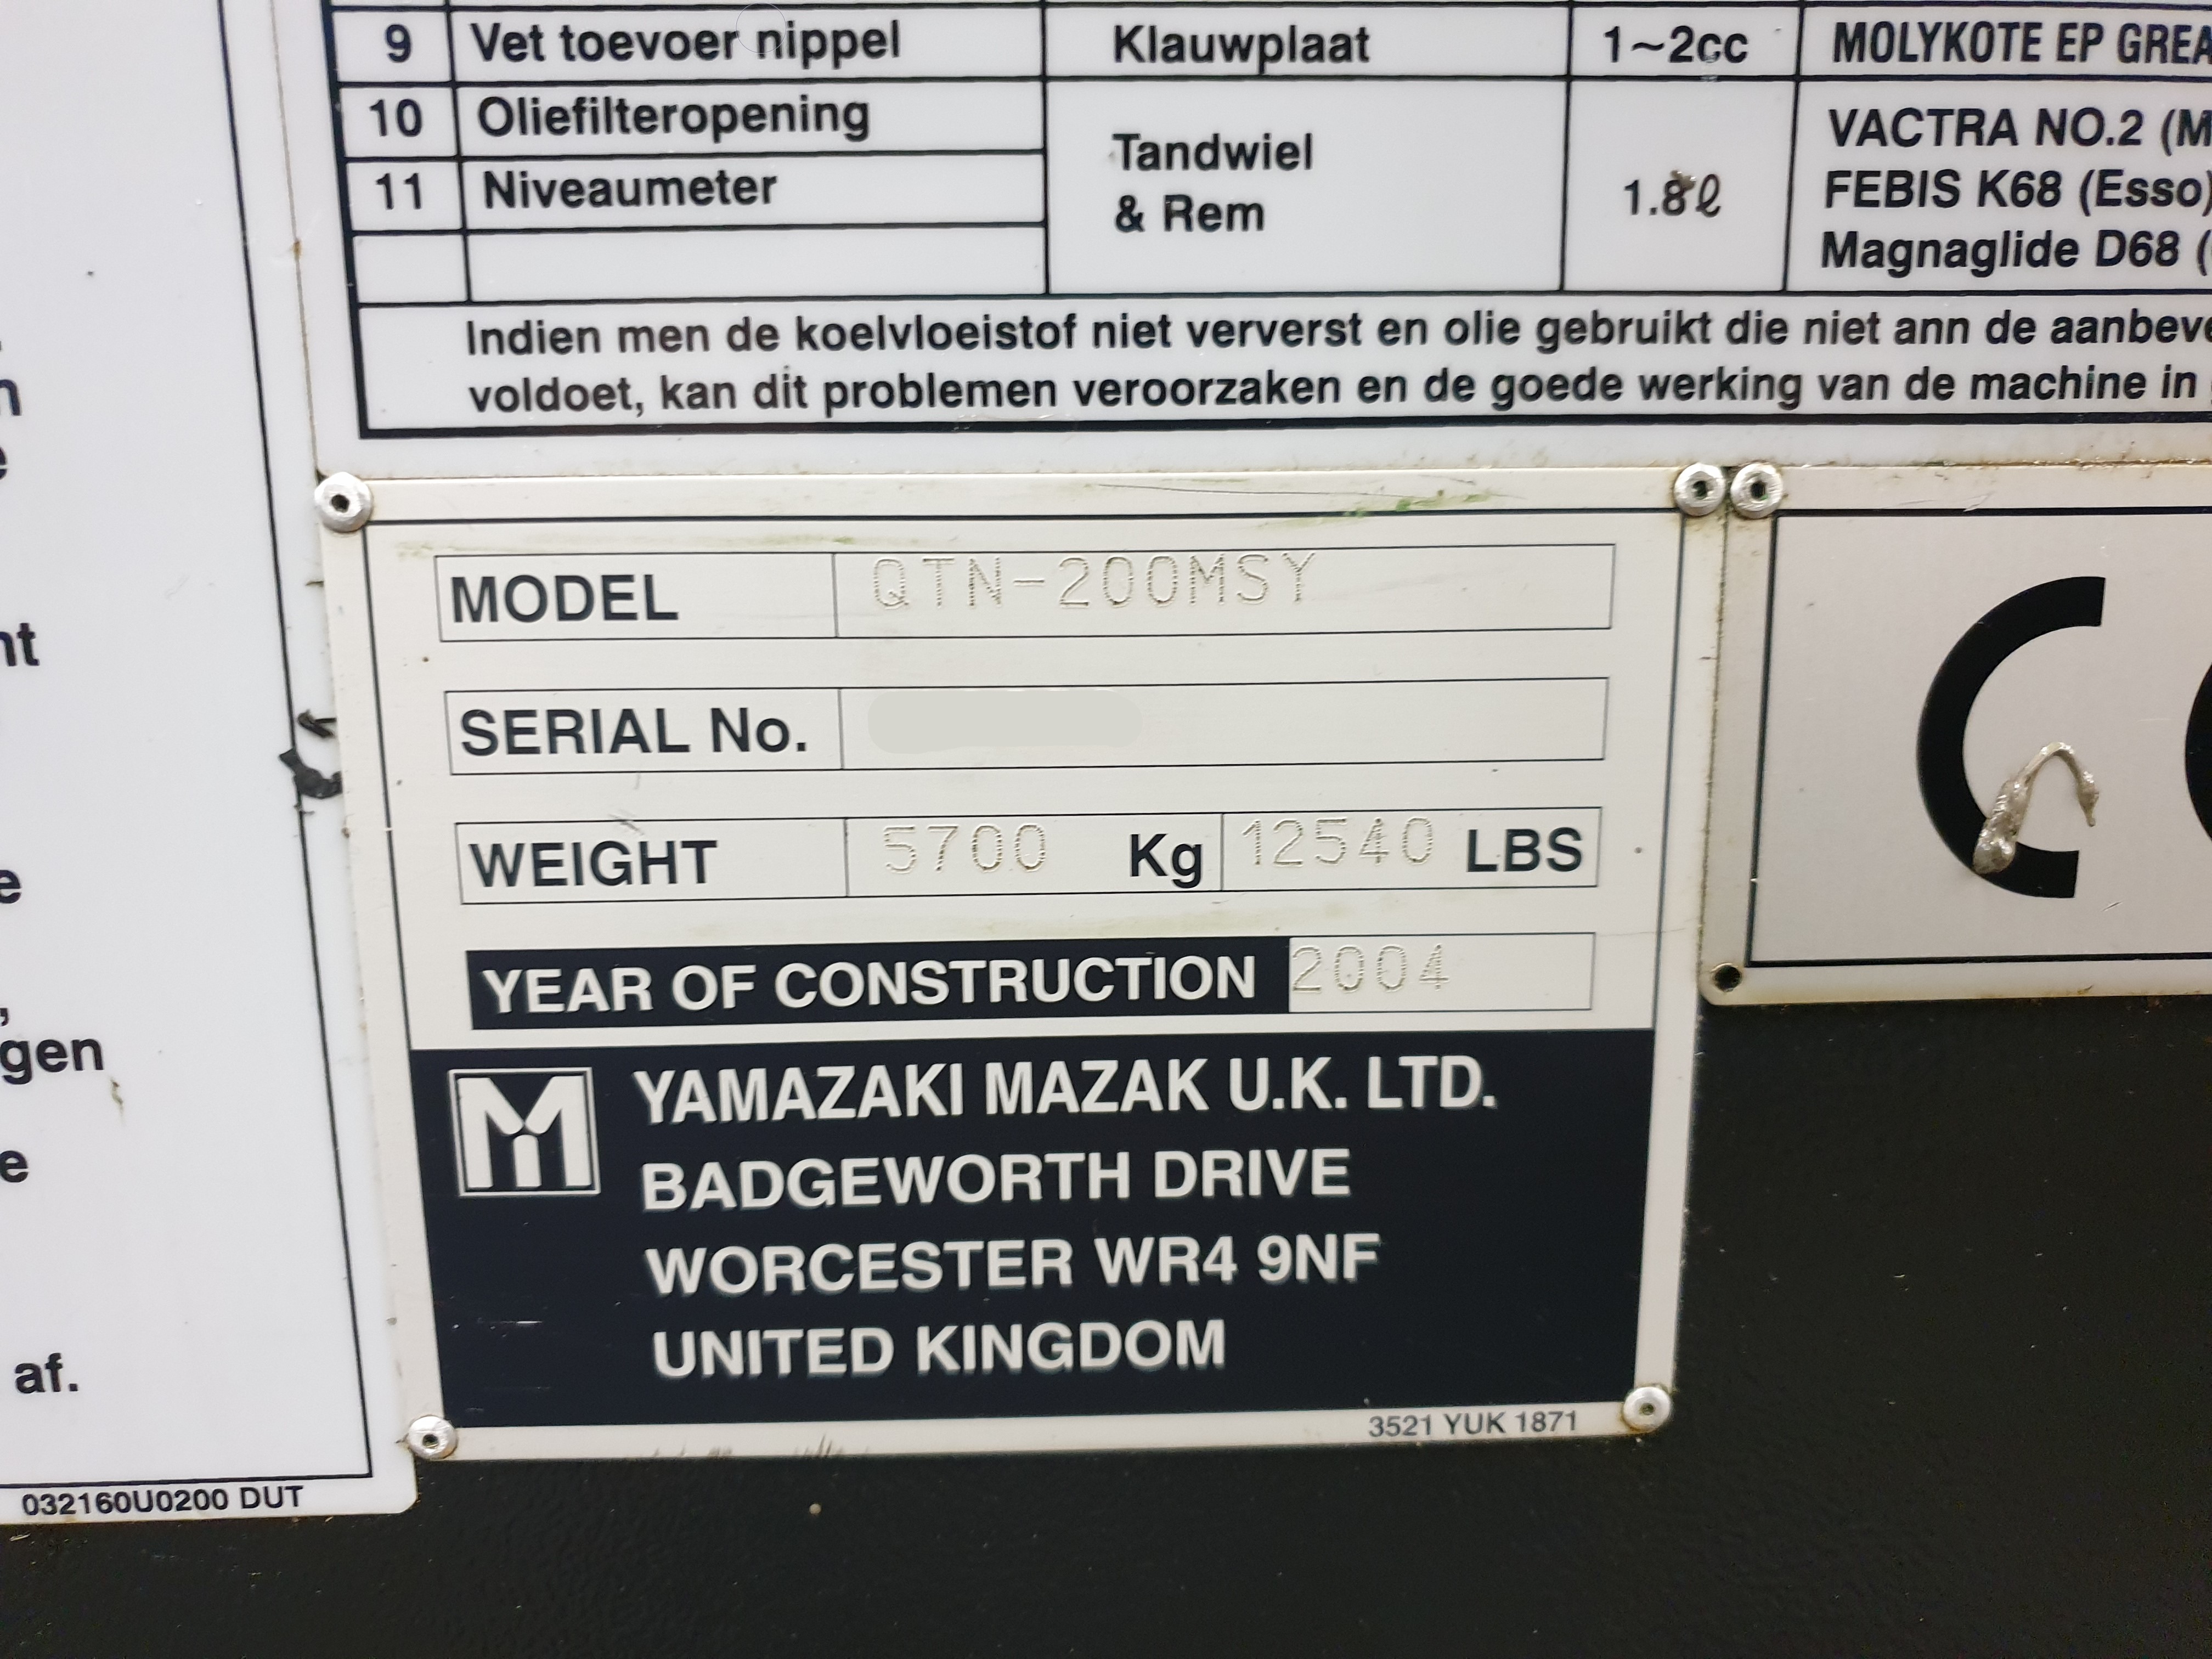 9 Vet toevoer nippel Klauwplaat 1~2cc MOLYKOTE EP
10 Oliefilteropening
Tandwiel
& Rem
1.8ℓ
VACTRA NO.2
FEBIS K68 (Esso)
Magnaglide D68
11 Niveaumeter
Indien men de koelvloeistof niet ververst en olie gebruikt die niet ann de
voldoet, kan dit problemen veroorzaken en de goede werking van de machine in
af.
032160U0200 DUT
MODEL QTN-200MSY
SERIAL No.
WEIGHT 5700 Kg 12540 LBS
YEAR OF CONSTRUCTION 2004
YAMAZAKI MAZAK U.K. LTD.
BADGEWORTH DRIVE
WORCESTER WR4 9NF
UNITED KINGDOM
3521 YUK 1871